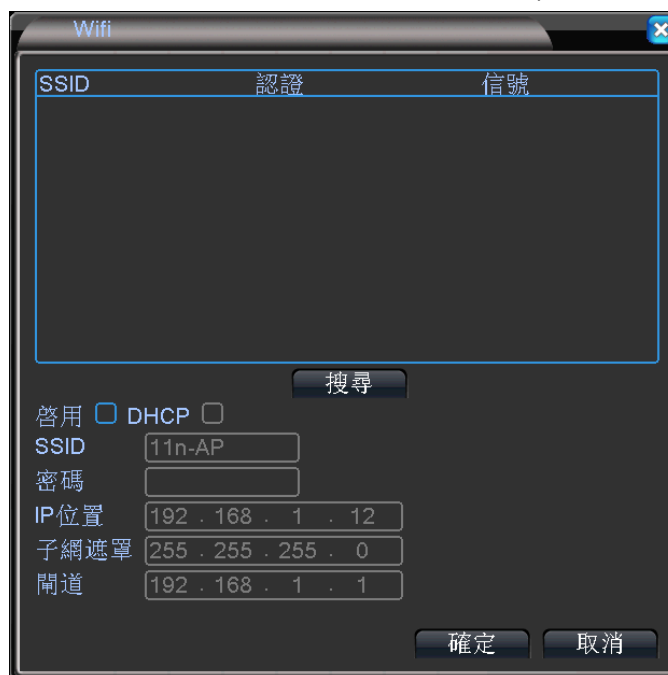 Wifi
SSID 認證 信號
搜尋
啓用 DHCP
SSID 11n-AP
密碼
IP位置 192 . 168 . 1 . 12
子網遮罩 255 . 255 . 255 . 0
閘道 192 . 168 . 1 . 1
確定 取消